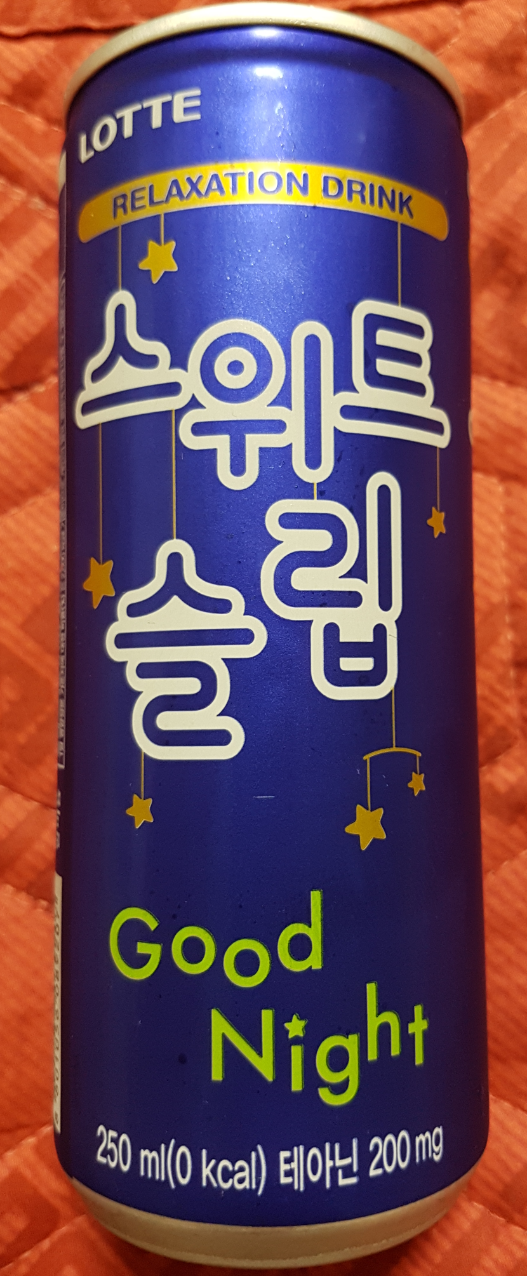 LOTTE
RELAXATION DRINK
스위트
슬립
Good
Night
250 ml(0 kcal) 테아닌 200 mg